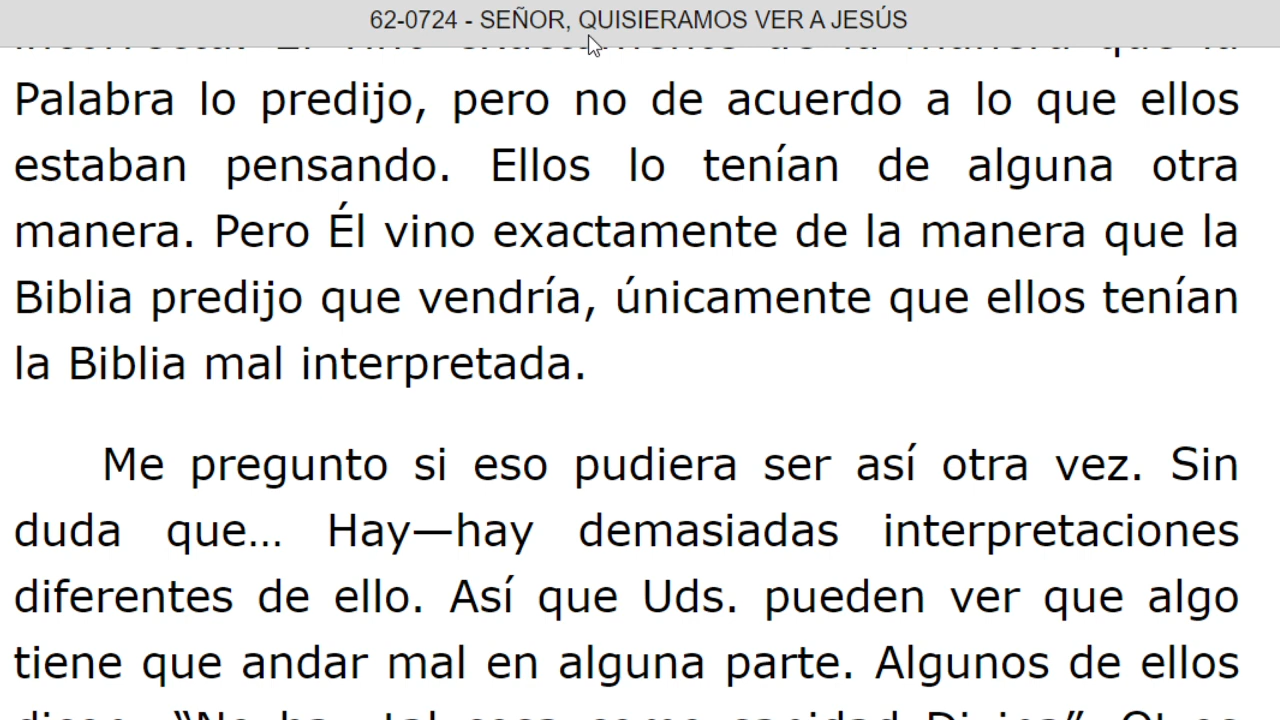 62-0724 - SEÑOR, QUISIERAMOS VER A JESÚS
Palabra lo predijo, pero no de acuerdo a lo que ellos
estaban pensando. Ellos lo tenían de alguna otra
manera. Pero Él vino exactamente de la manera que la
Biblia predijo que vendría, únicamente que ellos tenían
la Biblia mal interpretada.
Me pregunto si eso pudiera ser así otra vez. Sin
duda que… Hay—hay demasiadas interpretaciones
diferentes de ello. Así que Uds. pueden ver que algo
tiene que andar mal en alguna parte. Algunos de ellos